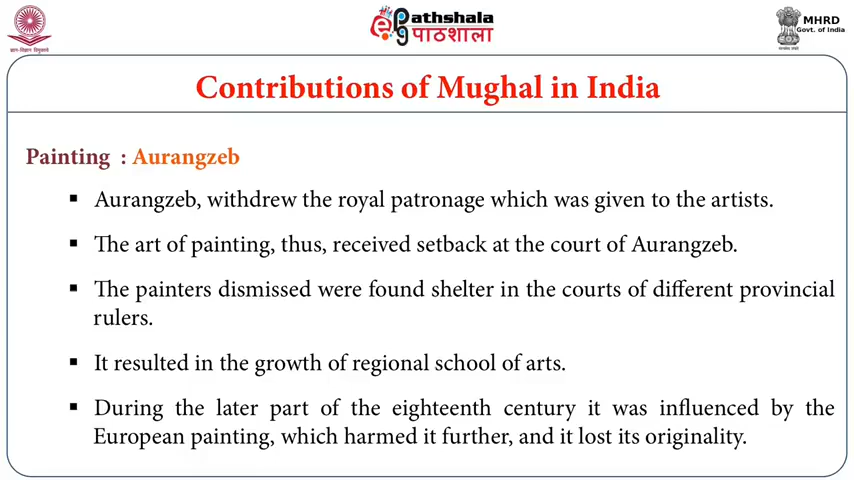 ePathshala
पाठशाला
MHRD
Govt. of India
Contributions of Mughal in India
Painting : Aurangzeb
▪ Aurangzeb, withdrew the royal patronage which was given to the artists.
▪ The art of painting, thus, received setback at the court of Aurangzeb.
▪ The painters dismissed were found shelter in the courts of different provincial
rulers.
▪ It resulted in the growth of regional school of arts.
▪ During the later part of the eighteenth century it was influenced by the
European painting, which harmed it further, and it lost its originality.